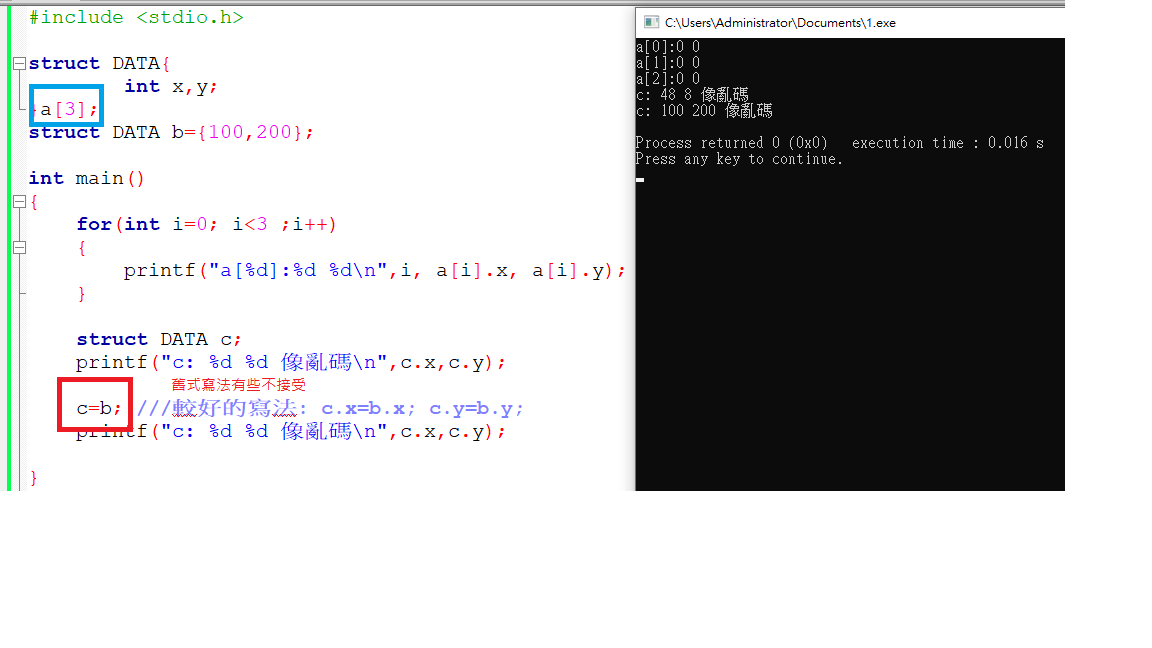 #include <stdio.h>
struct DATA{
int x,y;
}a[3];
struct DATA b={100,200};
int main()
{
for(int i=0; i<3 ;i++)
{
printf("a[%d]:%d %d\n",i, a[i].x, a[i].y);
}
struct DATA c;
printf("c: %d %d 像亂碼\n",c.x,c.y);
舊式寫法有些不接受
c=b; ///較好的寫法: c.x=b.x; c.y=b.y;
printf("c: %d %d 像亂碼\n",c.x,c.y);
}
C:\Users\Administrator\Documents\1.exe
a[0]:0 0
a[1]:0 0
a[2]:0 0
c: 48 8 像亂碼
c: 100 200 像亂碼
Process returned 0 (0x0)   execution time : 0.016 s
Press any key to continue.